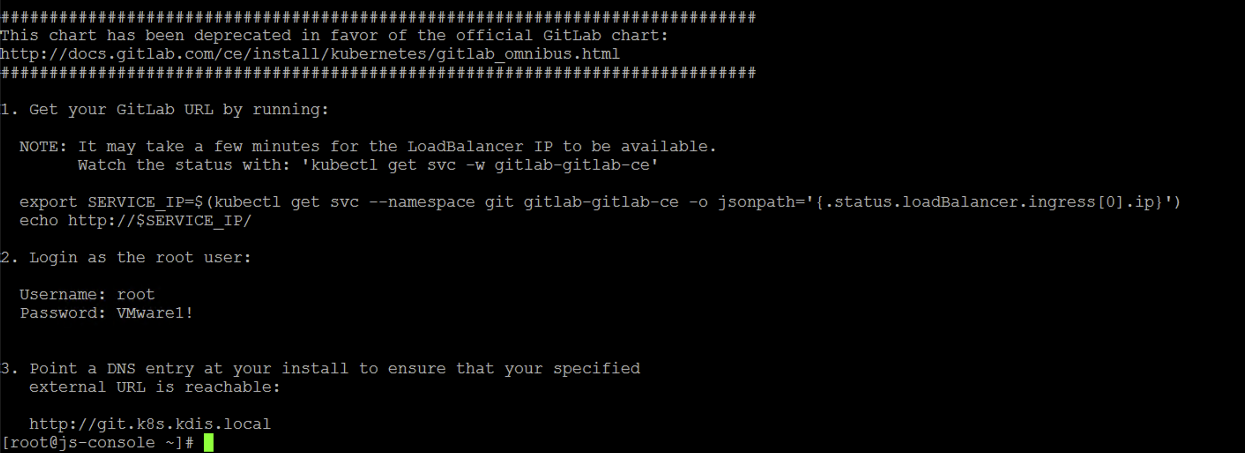 ##############################################################################
This chart has been deprecated in favor of the official GitLab chart:
http://docs.gitlab.com/ce/install/kubernetes/gitlab_omnibus.html
##############################################################################
1. Get your GitLab URL by running:
NOTE: It may take a few minutes for the LoadBalancer IP to be available.
Watch the status with: 'kubectl get svc -w gitlab-gitlab-ce'
export SERVICE_IP=$(kubectl get svc --namespace git gitlab-gitlab-ce -o jsonpath='{.status.loadBalancer.ingress[0].ip}')
echo http://$SERVICE_IP/
2. Login as the root user:
Username: root
Password: VMware1!
3. Point a DNS entry at your install to ensure that your specified
external URL is reachable:
http://git.k8s.kdis.local
[root@js-console ~]#